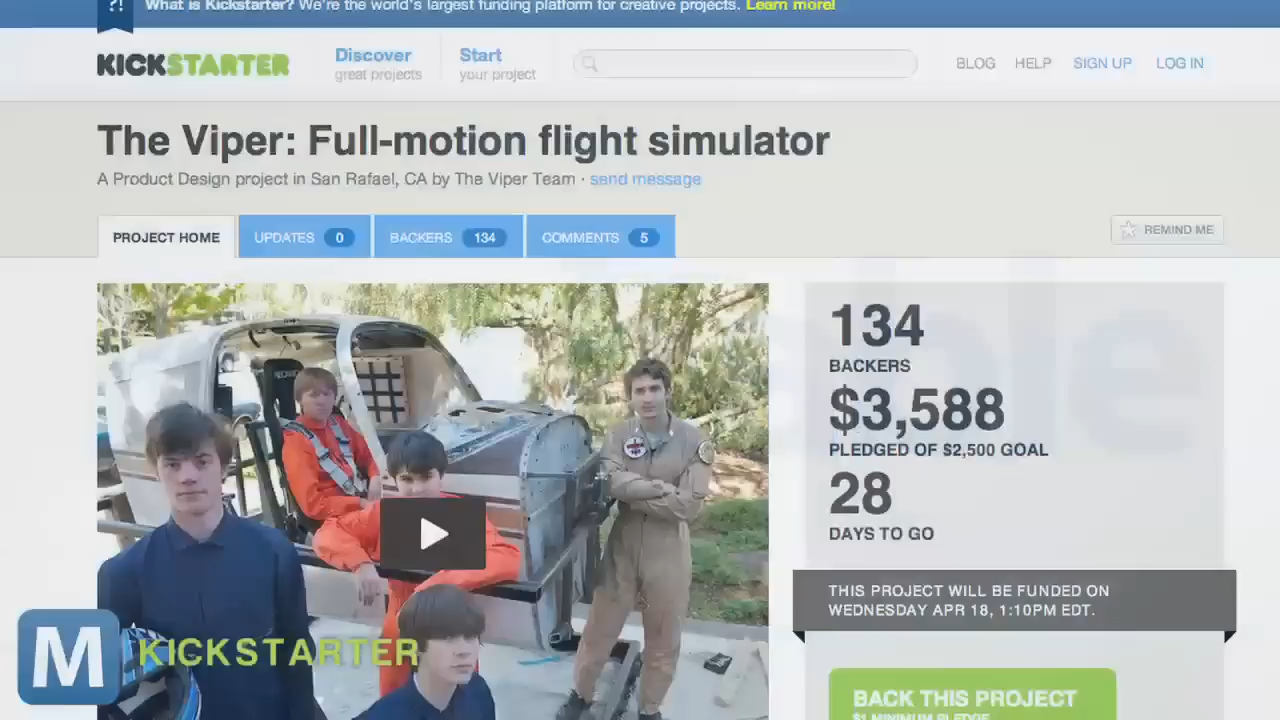 ?!
What is Kickstarter? We're the world's largest funding platform for creative projects. Learn more!
KICKSTARTER
Discover
great projects
Start
your project
BLOG HELP SIGN UP LOG IN
The Viper: Full-motion flight simulator
A Product Design project in San Rafael, CA by The Viper Team · send message
PROJECT HOME UPDATES 0 BACKERS 134 COMMENTS 5
REMIND ME
134
BACKERS
$3,588
PLEDGED OF $2,500 GOAL
28
DAYS TO GO
THIS PROJECT WILL BE FUNDED ON
WEDNESDAY APR 18, 1:10PM EDT.
BACK THIS PROJECT
$1 MINIMUM PLEDGE
M KICKSTARTER